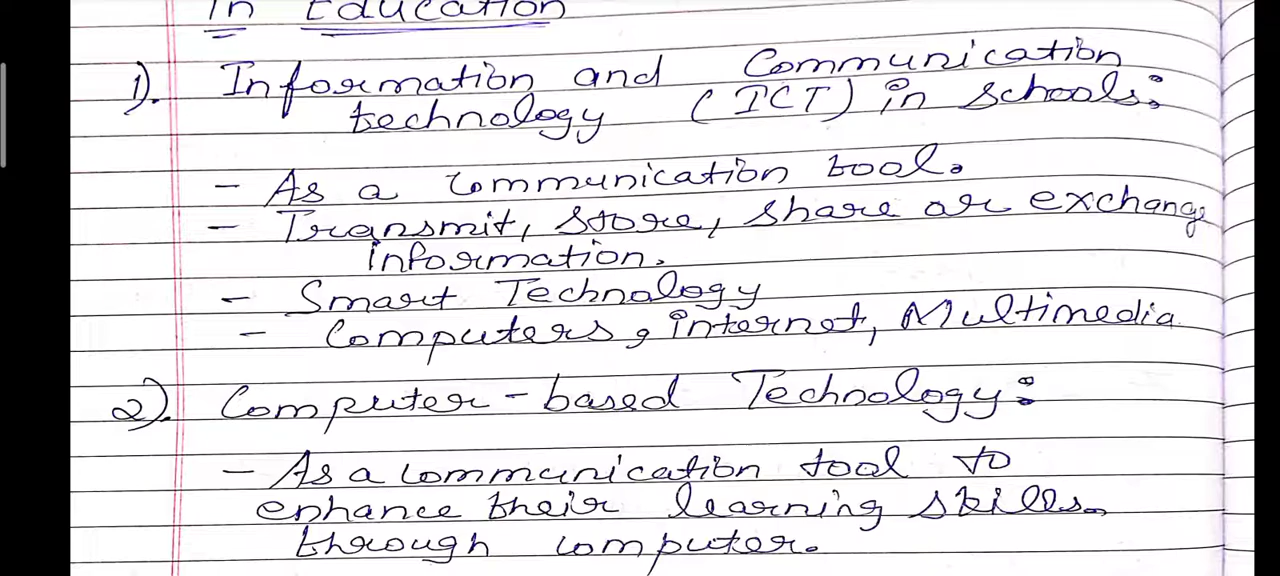 In Education
1). Information and Communication
technology (ICT) in schools:
- As a communication tool.
- Transmit, store, share or exchange
information.
- Smart Technology
- Computers, internet, Multimedia
2). Computer-based Technology:
- As a communication tool to
enhance their learning skills.
through computer.